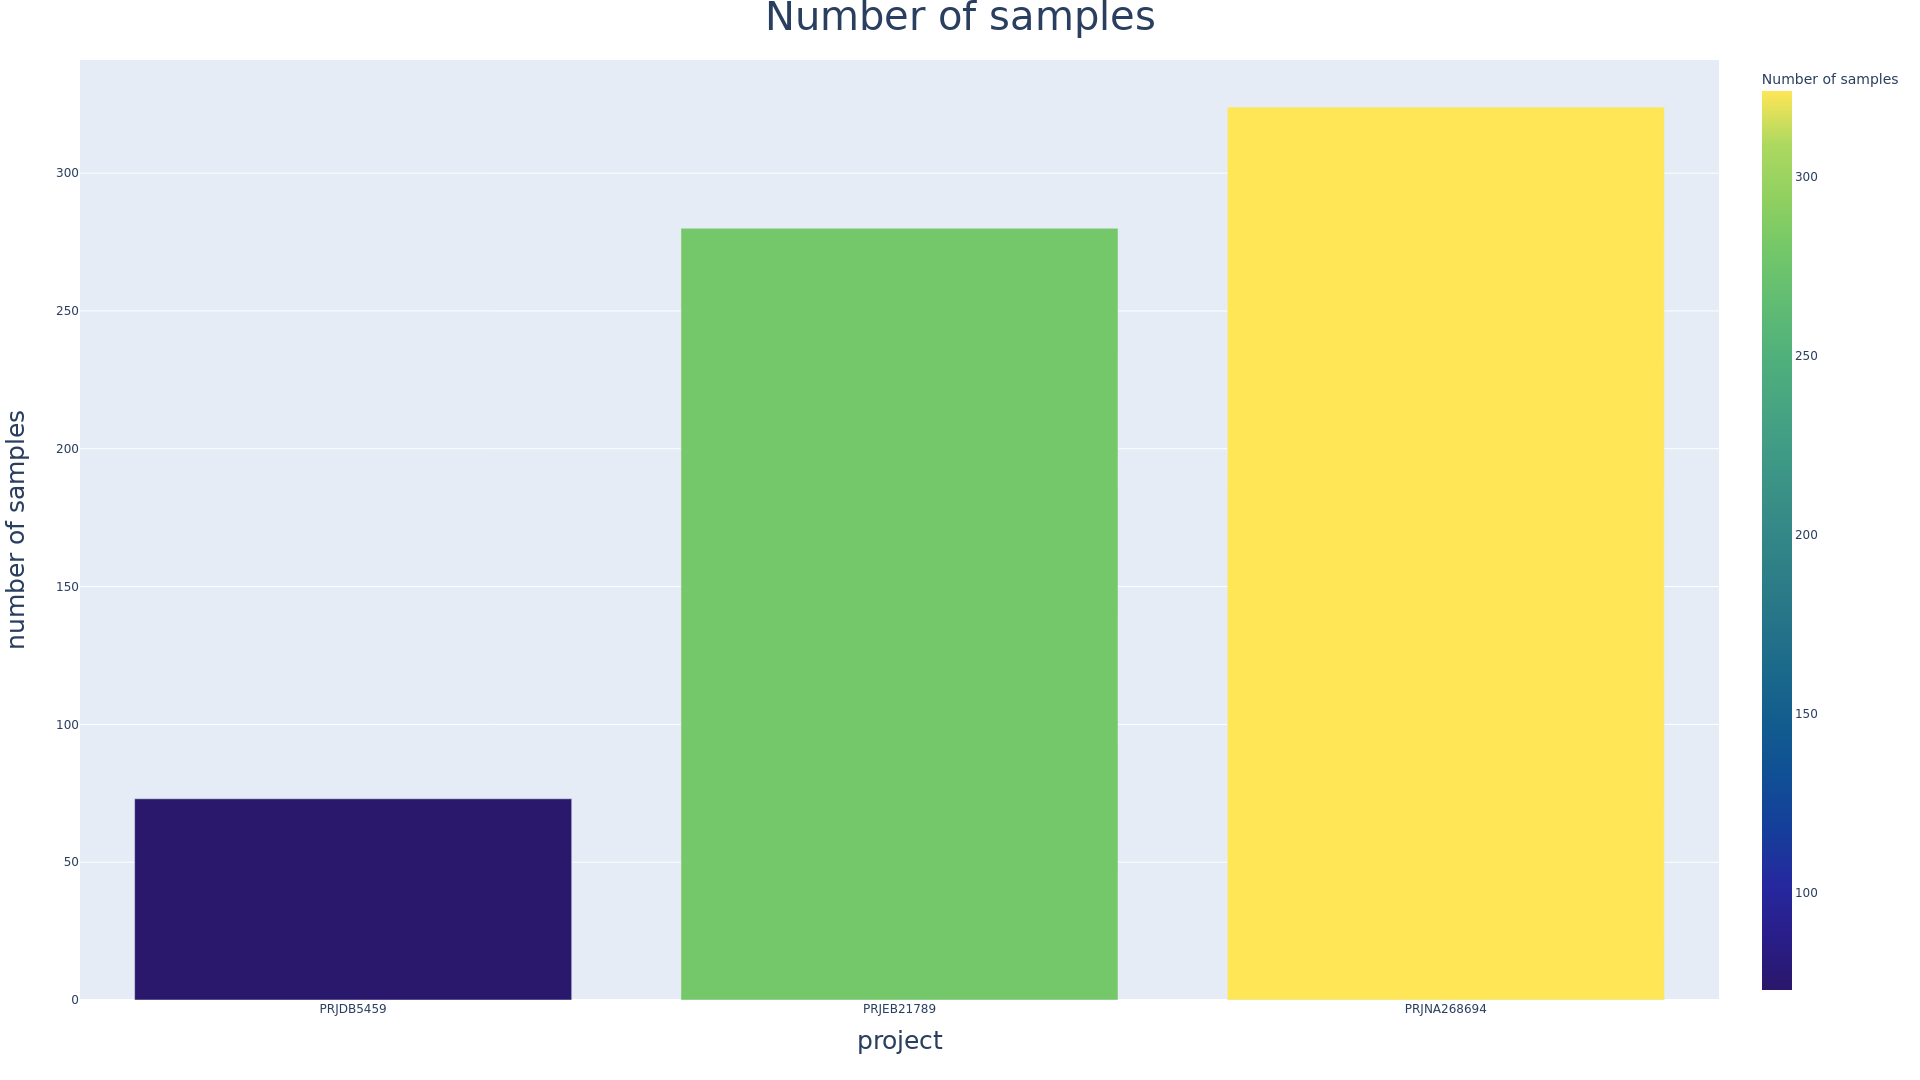 Number of samples
number of samples
300
250
200
150
100
50
0
PRJDB5459
PRJEB21789
PRJNA268694
project
Number of samples
300
250
200
150
100